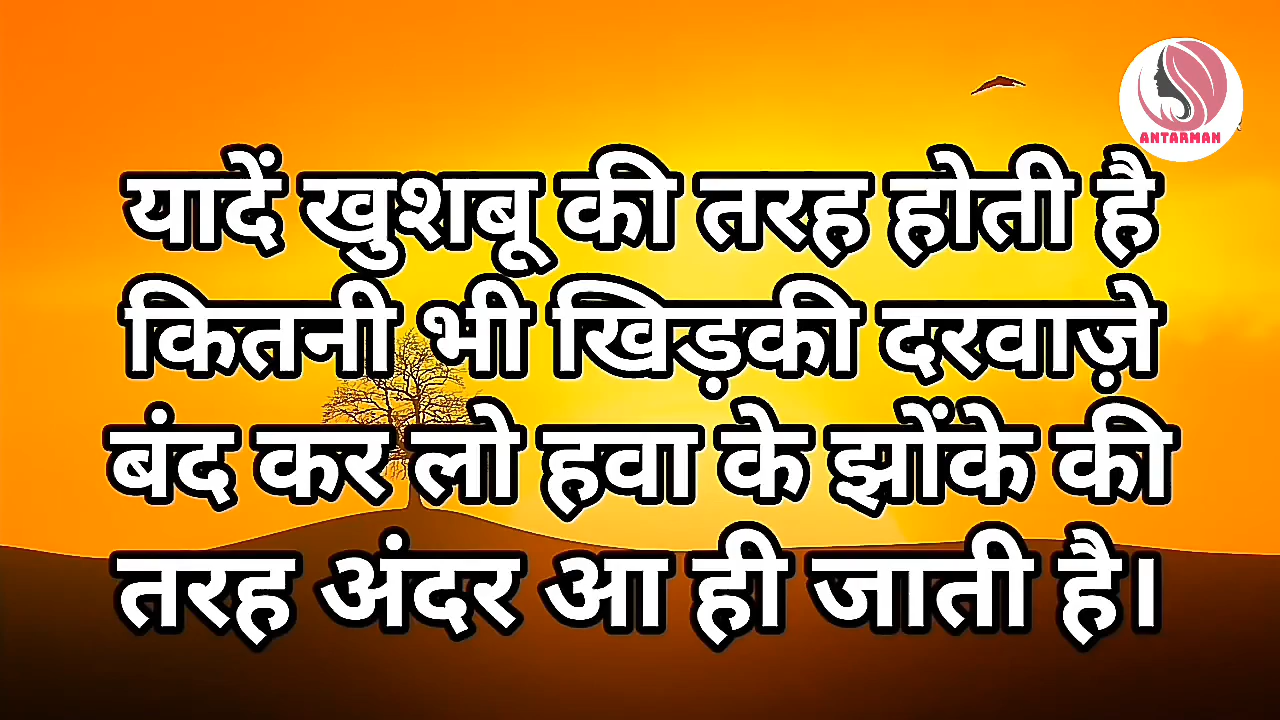 ANTARMAN
यादें खुशबू की तरह होती है
कितनी भी खिड़की दरवाज़े
बंद कर लो हवा के झोंके की
तरह अंदर आ ही जाती है।